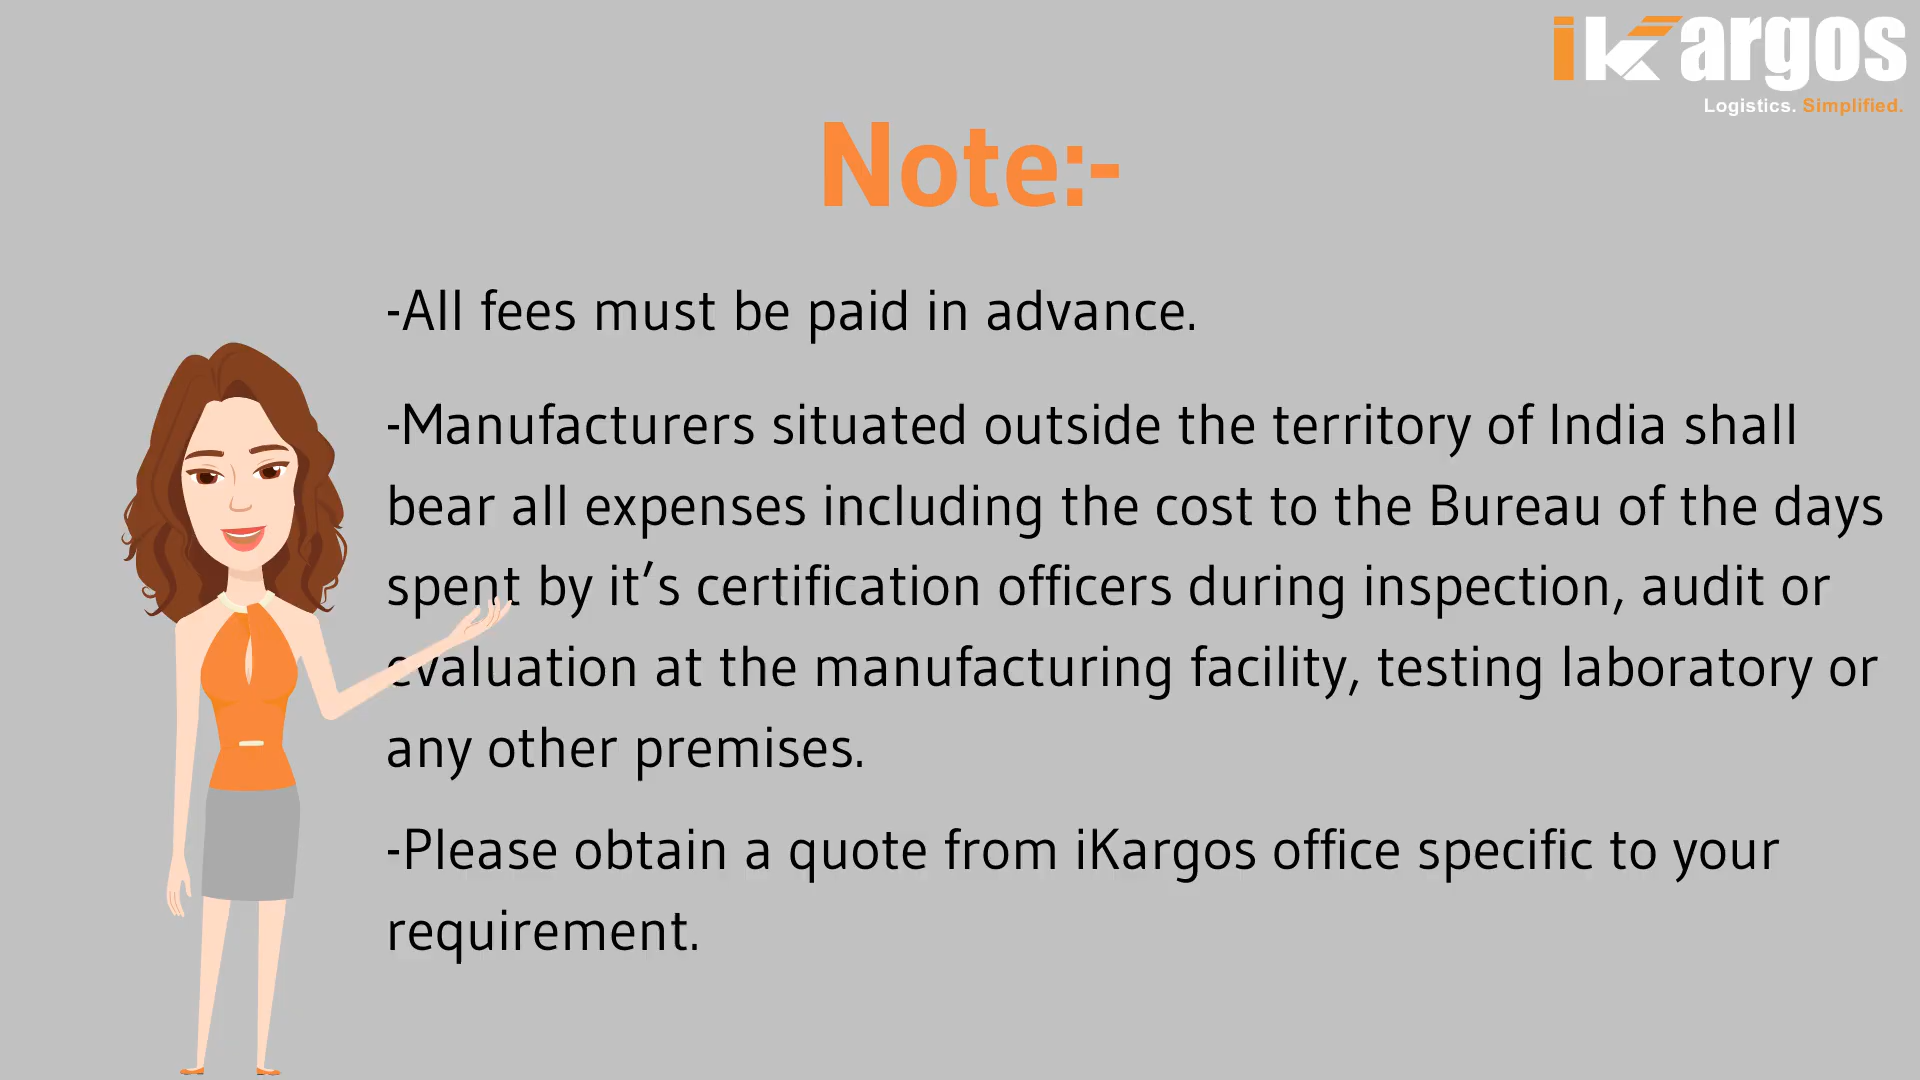 iKargos
Logistics. Simplified.
Note:-
-All fees must be paid in advance.
-Manufacturers situated outside the territory of India shall
bear all expenses including the cost to the Bureau of the days
spent by it’s certification officers during inspection, audit or
evaluation at the manufacturing facility, testing laboratory or
any other premises.
-Please obtain a quote from iKargos office specific to your
requirement.